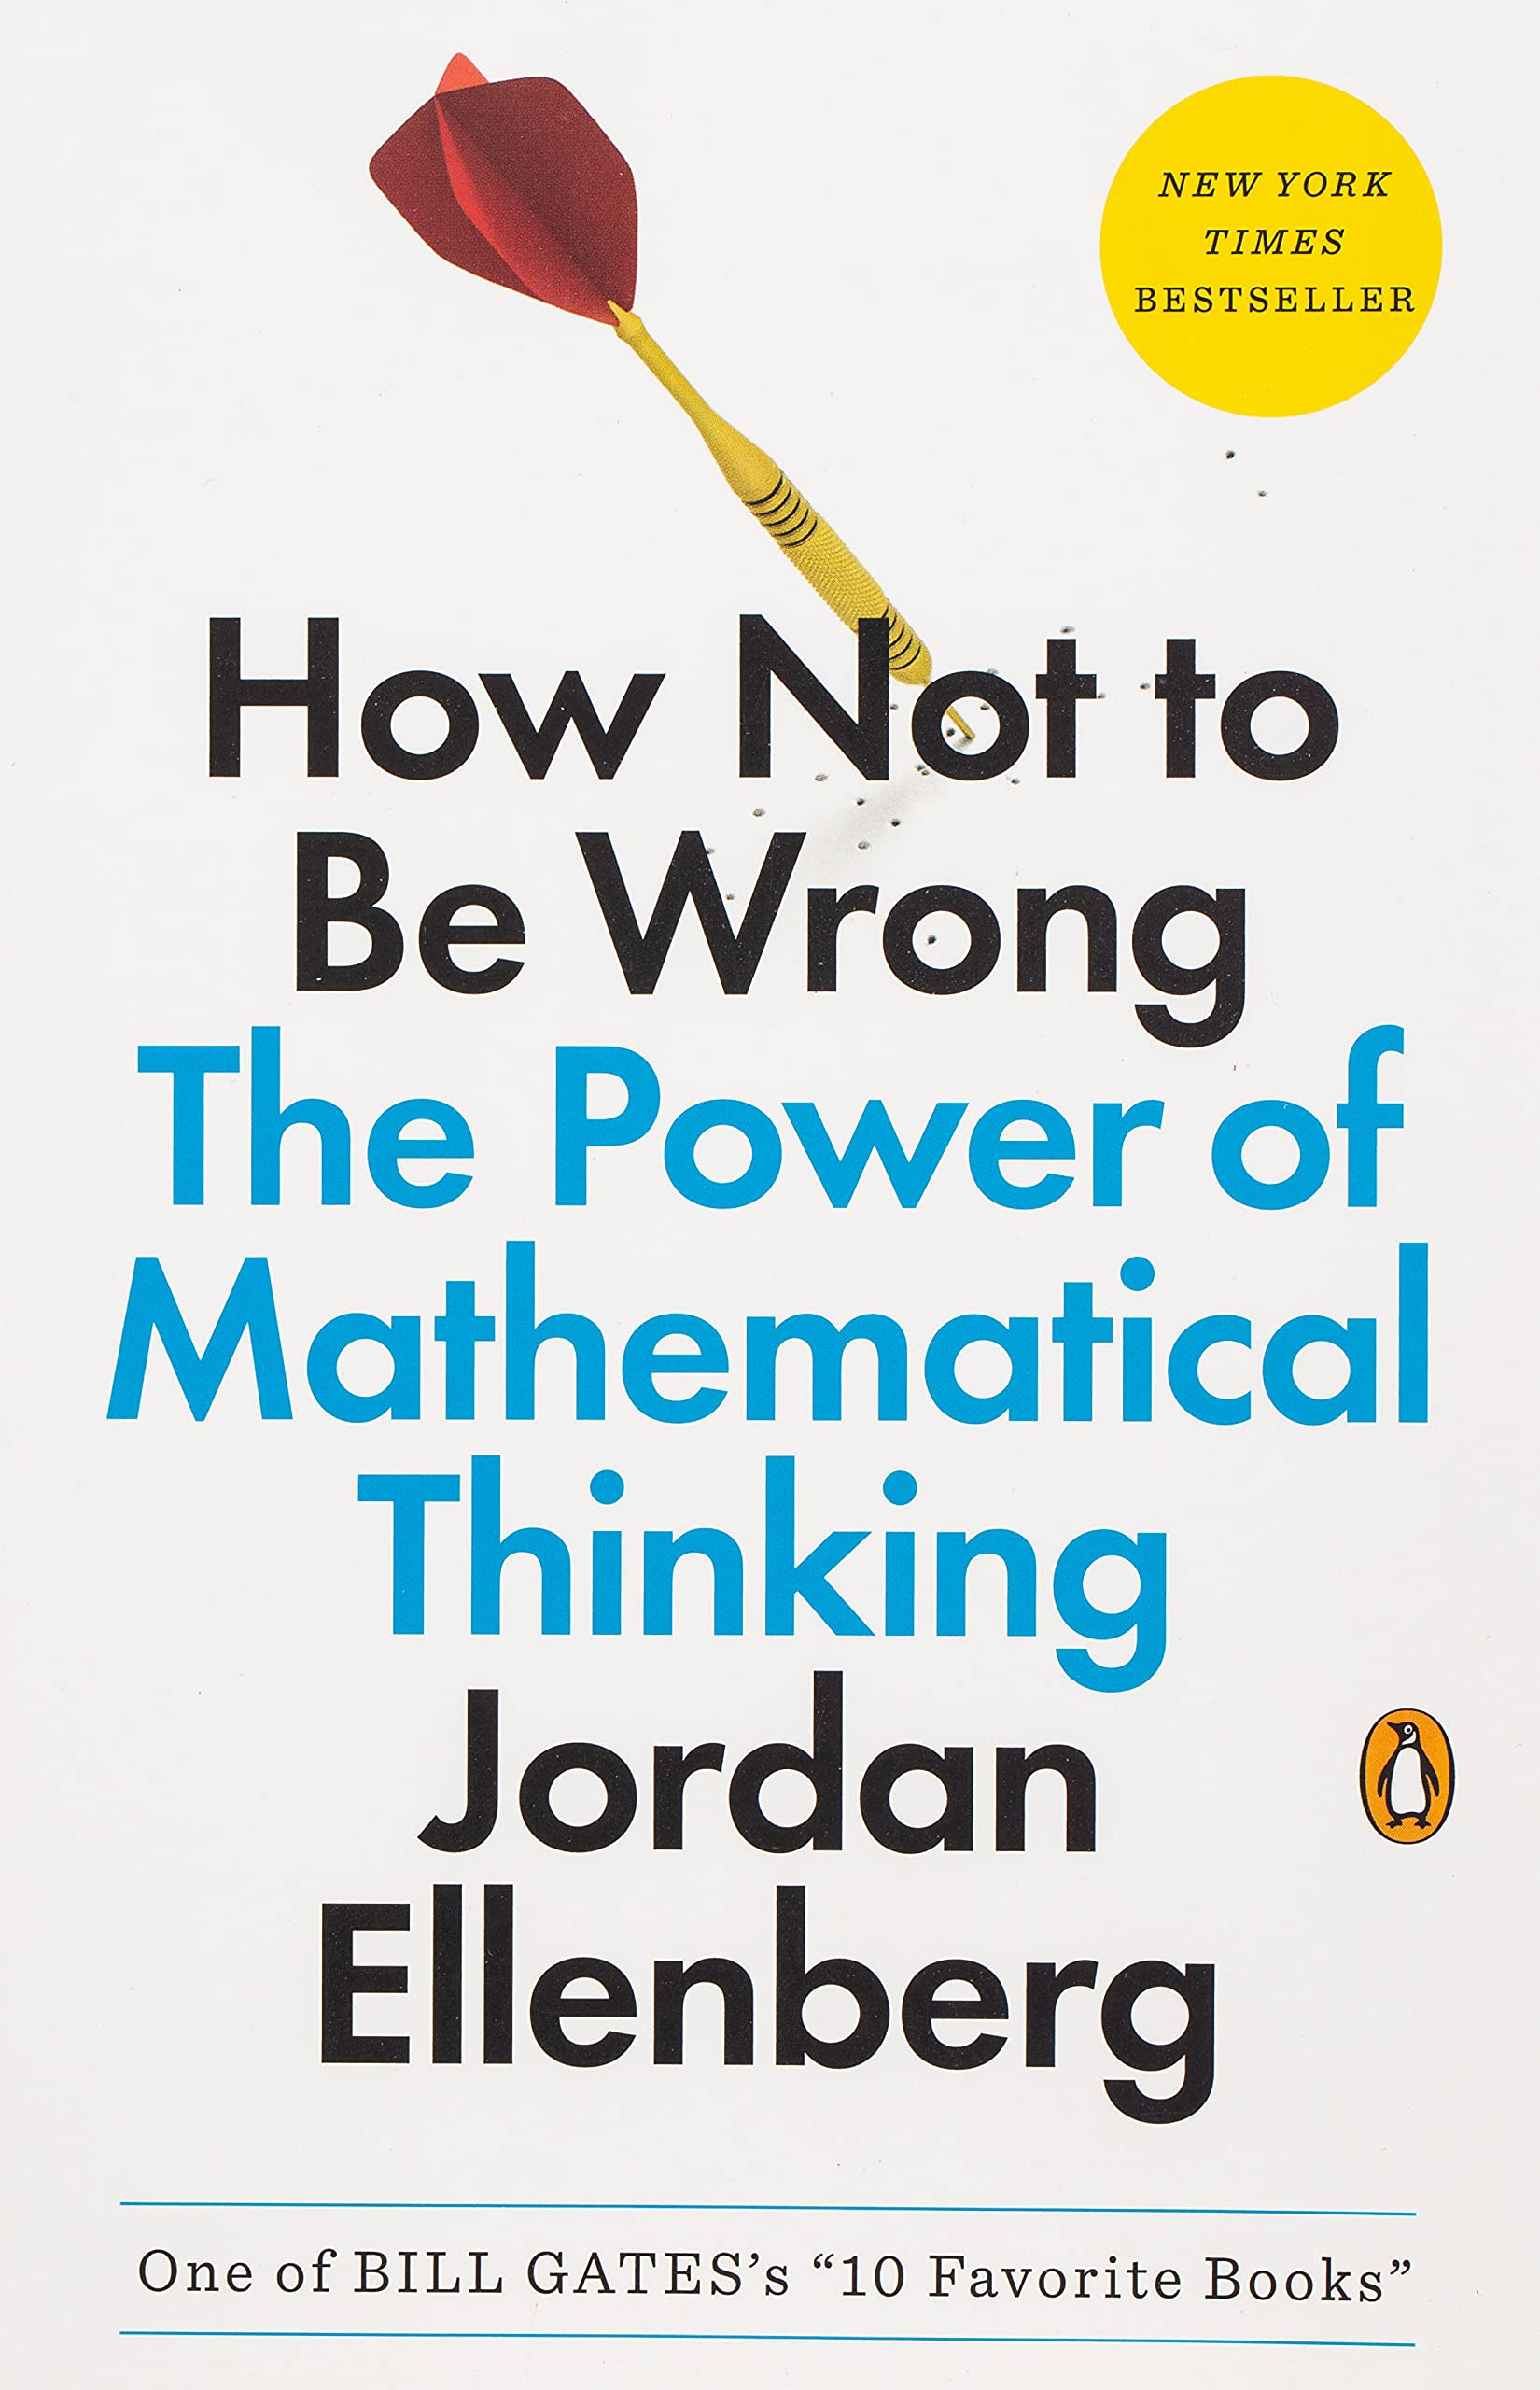 NEW YORK
TIMES
BESTSELLER
How Not to
Be Wrong
The Power of
Mathematical
Thinking
Jordan
Ellenberg
One of BILL GATES’s “10 Favorite Books”